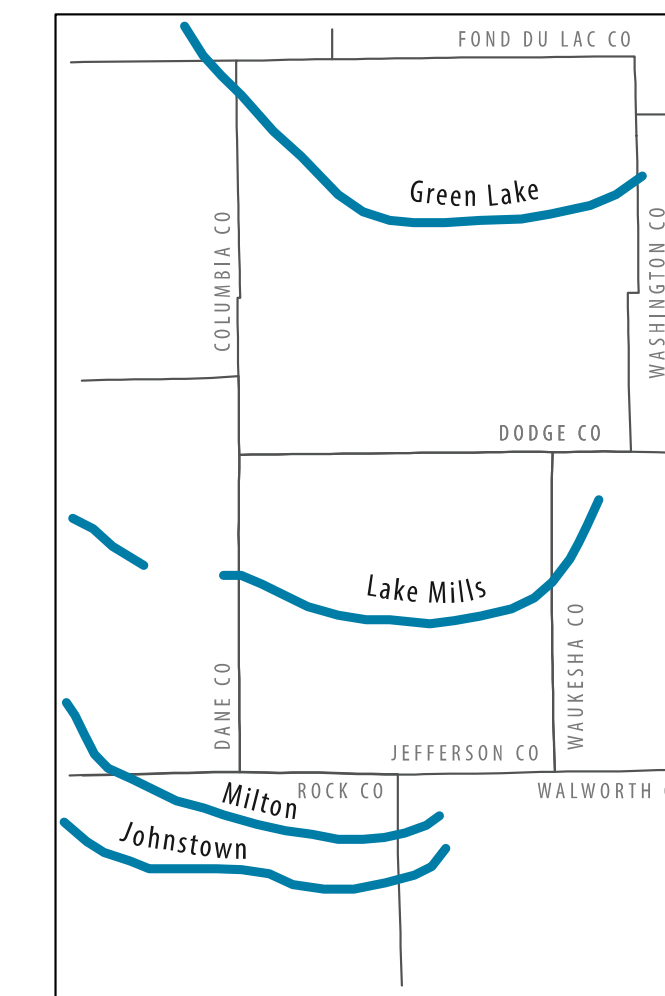 FOND DU LAC CO
Green Lake
COLUMBIA CO
WASHINGTON CO
DODGE CO
Lake Mills
WAUKESHA CO
DANE CO
JEFFERSON CO
Milton
ROCK CO
WALWORTH
Johnstown